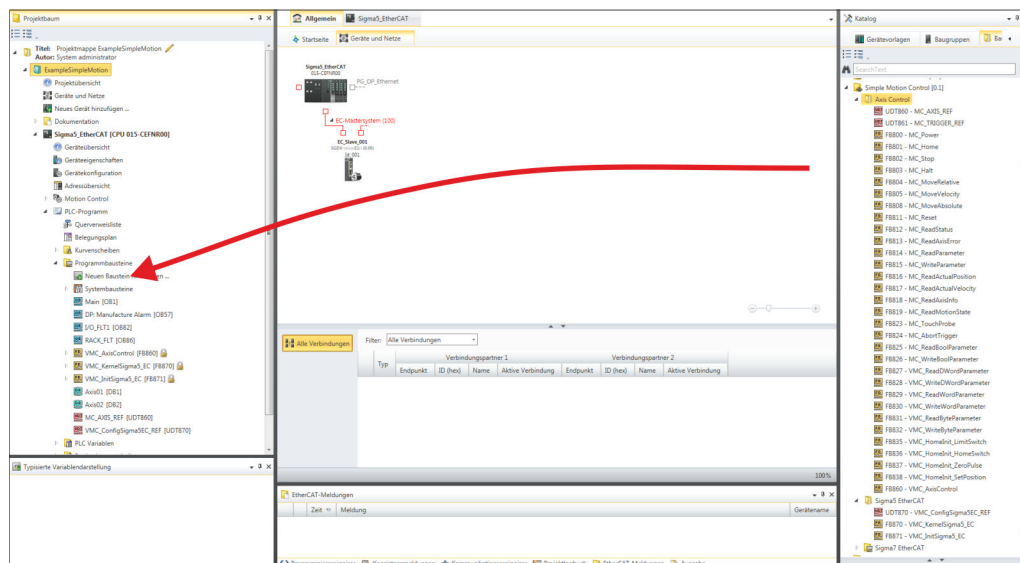 Projektbaum
Titel: Projektmappe ExampleSimpleMotion
Autor: System administrator
ExampleSimpleMotion
Projektübersicht
Geräte und Netze
Neues Gerät hinzufügen ...
Dokumentation
Sigma5_EtherCAT [CPU 015-CEFNR00]
Geräteübersicht
Geräteeigenschaften
Gerätekonfiguration
Adressübersicht
Motion Control
PLC-Programm
Querverweisliste
Belegungsplan
Kurvenscheiben
Programmbausteine
Neuen Baustein
Systembausteine
Main [OB1]
DP: Manufacture Alarm [OB57]
I/O_FLT1 [OB82]
RACK_FLT [OB86]
VMC_AxisControl [FB860]
VMC_KernelSigma5_EC [FB870]
VMC_InitSigma5_EC [FB871]
Axis01 [DB1]
Axis02 [DB2]
MC_AXIS_REF [UDT860]
VMC_ConfigSigma5EC_REF [UDT870]
PLC Variablen
Typisierte Variablendarstellung
Allgemein Sigma5_EtherCAT
Startseite Geräte und Netze
Sigma5_EtherCAT
015-CEFNR00
PG_OP_Ethernet
EC-Mastersystem (100)
EC_Slave_001
Alle Verbindungen
Filter: Alle Verbindungen
Verbindungspartner 1 Verbindungspartner 2
Typ Endpunkt ID (hex) Name Aktive Verbindung Endpunkt ID (hex) Name Aktive Verbindung
100%
EtherCAT-Meldungen
Zeit Meldung Gerätename
Katalog
Gerätevorlagen Baugruppen Ba
SearchText
Simple Motion Control [0.1]
Axis Control
UDT860 - MC_AXIS_REF
UDT861 - MC_TRIGGER_REF
FB800 - MC_Power
FB801 - MC_Home
FB802 - MC_Stop
FB803 - MC_Halt
FB804 - MC_MoveRelative
FB805 - MC_MoveVelocity
FB808 - MC_MoveAbsolute
FB811 - MC_Reset
FB812 - MC_ReadStatus
FB813 - MC_ReadAxisError
FB814 - MC_ReadParameter
FB815 - MC_WriteParameter
FB816 - MC_ReadActualPosition
FB817 - MC_ReadActualVelocity
FB818 - MC_ReadAxisInfo
FB819 - MC_ReadMotionState
FB823 - MC_TouchProbe
FB824 - MC_AbortTrigger
FB825 - MC_ReadBoolParameter
FB826 - MC_WriteBoolParameter
FB827 - VMC_ReadDWordParameter
FB828 - VMC_WriteDWordParameter
FB829 - VMC_ReadWordParameter
FB830 - VMC_WriteWordParameter
FB831 - VMC_ReadByteParameter
FB832 - VMC_WriteByteParameter
FB835 - VMC_HomeInit_LimitSwitch
FB836 - VMC_HomeInit_HomeSwitch
FB837 - VMC_HomeInit_ZeroPulse
FB838 - VMC_HomeInit_SetPosition
FB860 - VMC_AxisControl
Sigma5 EtherCAT
UDT870 - VMC_ConfigSigma5EC_REF
FB870 - VMC_KernelSigma5_EC
FB871 - VMC_InitSigma5_EC
Sigma7 EtherCAT